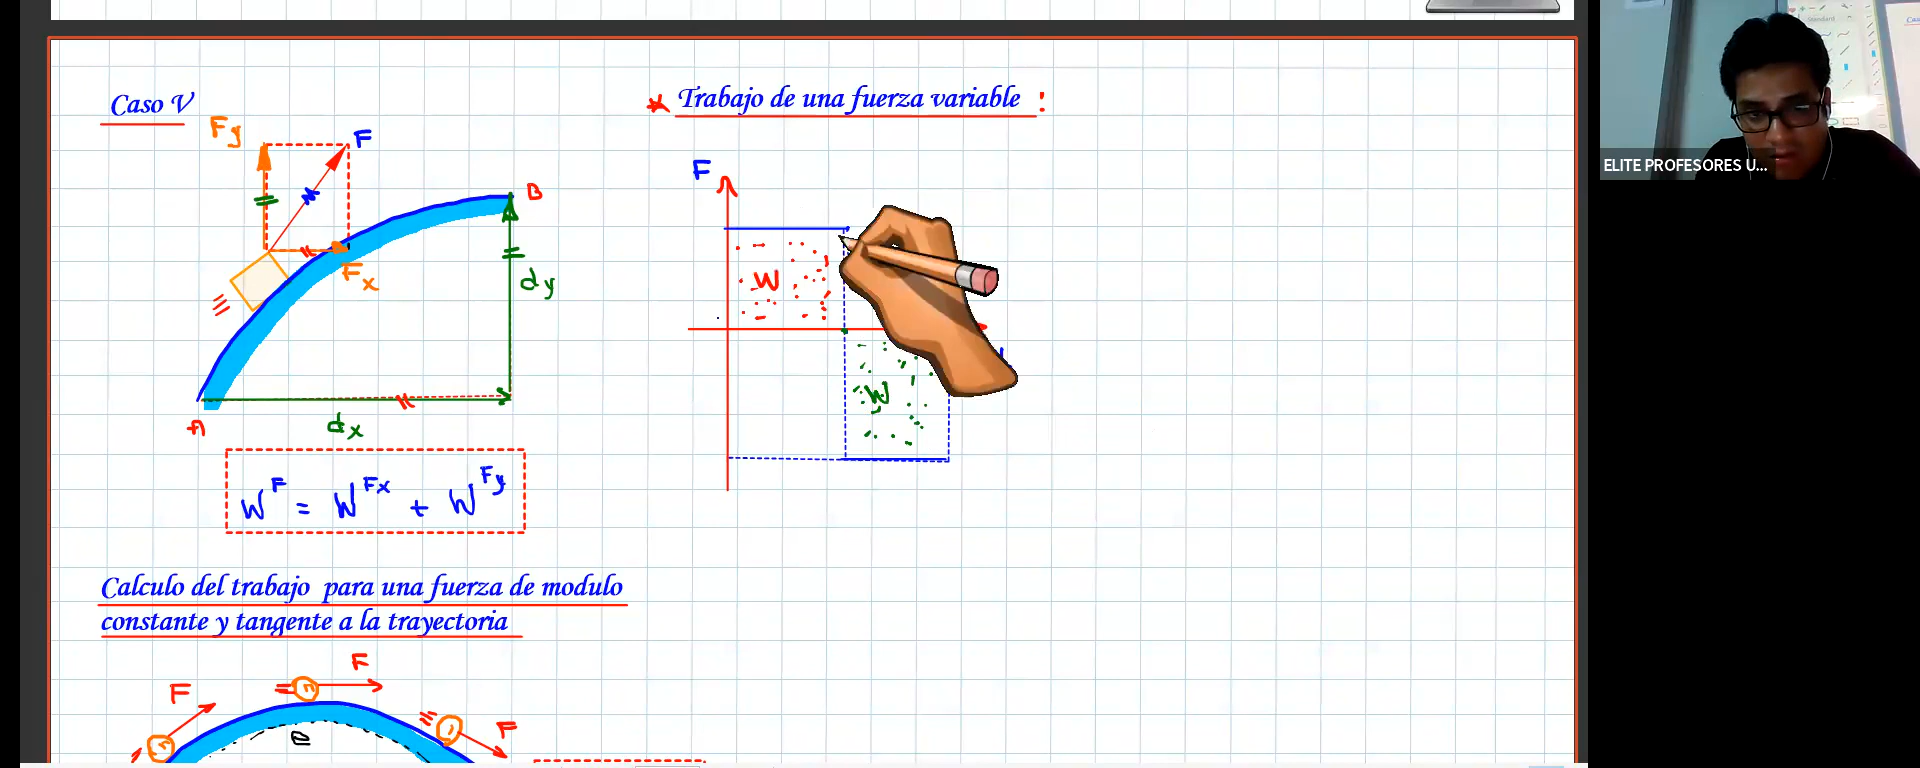 Caso V
Fy
F
B
Fx
dy
A
dx
W^F = W^Fx + W^Fy
Calculo del trabajo para una fuerza de modulo
constante y tangente a la trayectoria
F
F
F
* Trabajo de una fuerza variable :
F
W
W
ELITE PROFESORES U...